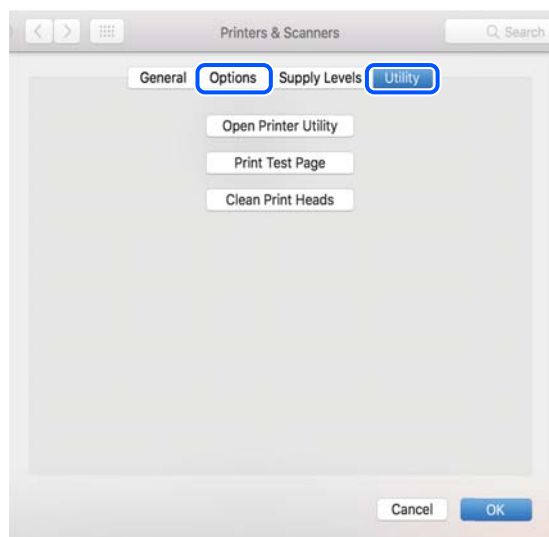 Printers & Scanners Search
General Options Supply Levels Utility
Open Printer Utility
Print Test Page
Clean Print Heads
Cancel OK